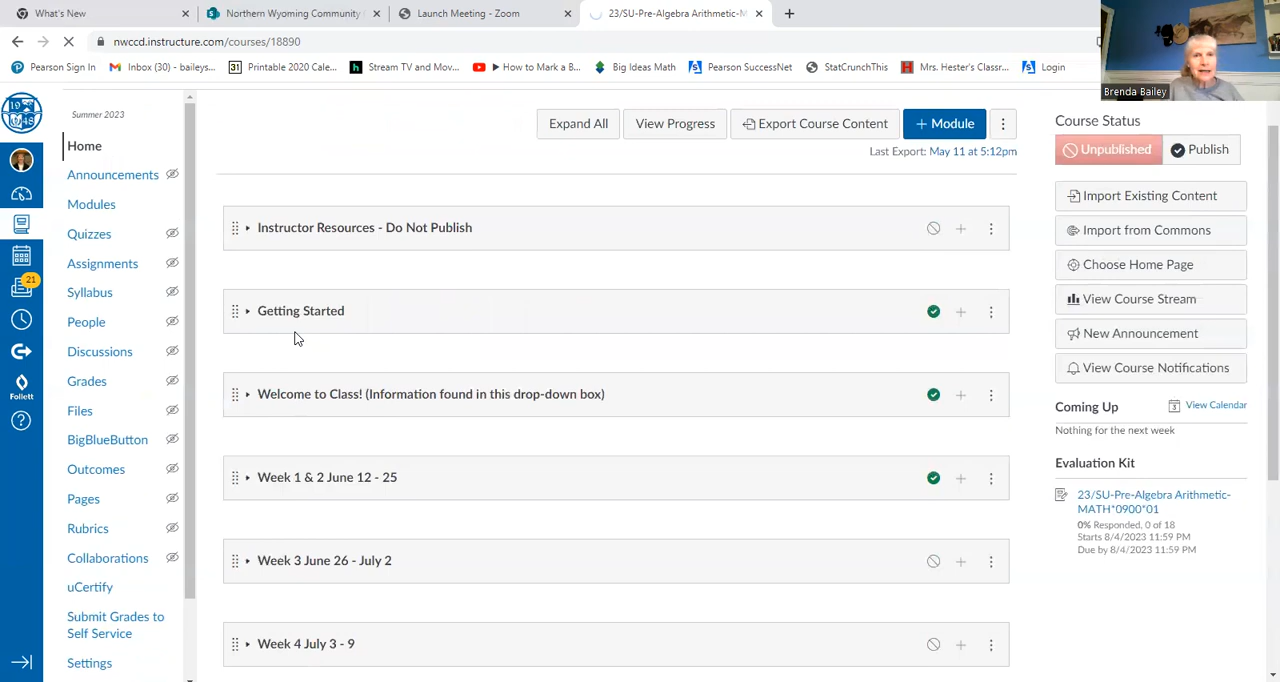 What's New
Northern Wyoming Community
Launch Meeting - Zoom
23/SU-Pre-Algebra Arithmetic-M
nwccd.instructure.com/courses/18890
Pearson Sign In
Inbox (30) - baileys...
31 Printable 2020 Cale...
h Stream TV and Mov...
How to Mark a B...
Big Ideas Math
Pearson SuccessNet
StatCrunchThis
H Mrs. Hester's Classr...
Login
Brenda Bailey
19
48
21
Follett
Summer 2023
Home
Announcements
Modules
Quizzes
Assignments
Syllabus
People
Discussions
Grades
Files
BigBlueButton
Outcomes
Pages
Rubrics
Collaborations
uCertify
Submit Grades to
Self Service
Settings
Expand All
View Progress
Export Course Content
+ Module
Last Export: May 11 at 5:12pm
Instructor Resources - Do Not Publish
Getting Started
Welcome to Class! (Information found in this drop-down box)
Week 1 & 2 June 12 - 25
Week 3 June 26 - July 2
Week 4 July 3 - 9
Course Status
Unpublished
Publish
Import Existing Content
Import from Commons
Choose Home Page
View Course Stream
New Announcement
View Course Notifications
Coming Up
3 View Calendar
Nothing for the next week
Evaluation Kit
23/SU-Pre-Algebra Arithmetic-
MATH*0900*01
0% Responded, 0 of 18
Starts 8/4/2023 11:59 PM
Due by 8/4/2023 11:59 PM